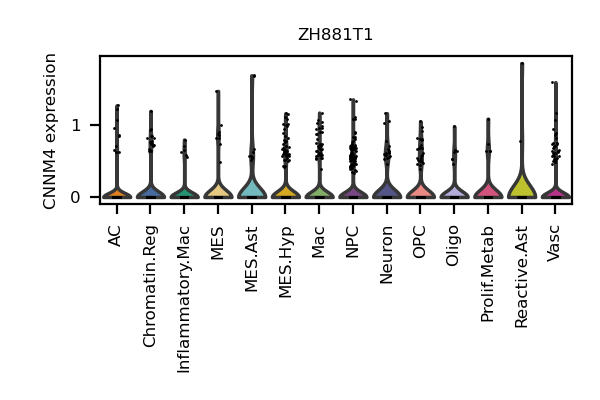 ZH881T1
CNNM4 expression
1
0
AC
Chromatin.Reg
Inflammatory.Mac
MES
MES.Ast
MES.Hyp
Mac
NPC
Neuron
OPC
Oligo
Prolif.Metab
Reactive.Ast
Vasc